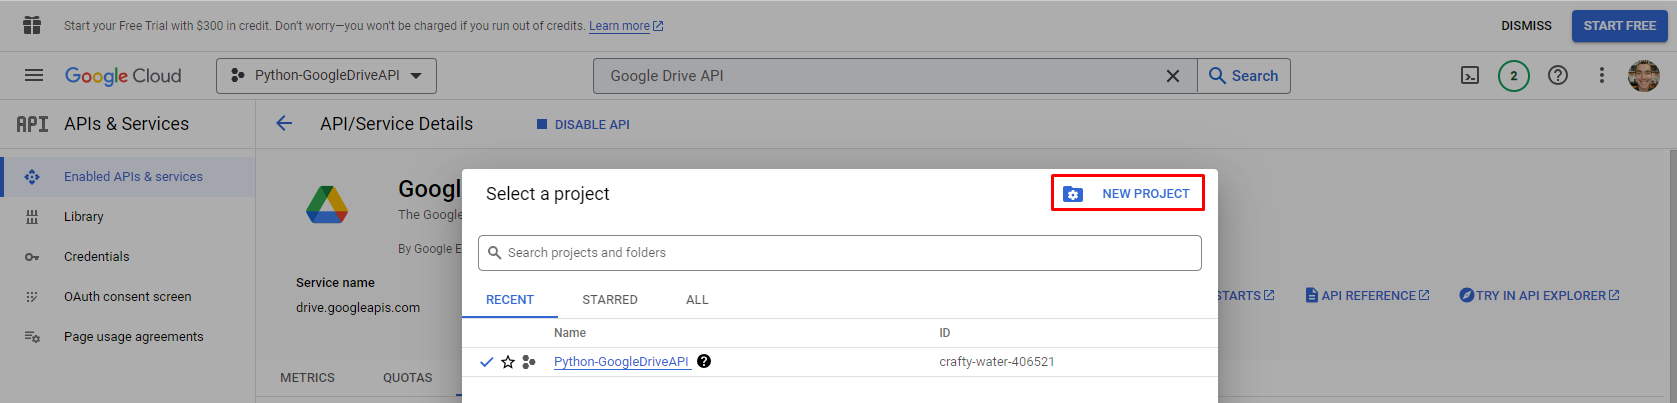 Start your Free Trial with $300 in credit. Don't worry—you won't be charged if you run out of credits. Learn more
DISMISS
START FREE
Google Cloud
Python-GoogleDriveAPI
Google Drive API
Search
2
API
APIs & Services
API/Service Details
DISABLE API
Enabled APIs & services
Library
Credentials
OAuth consent screen
Page usage agreements
Googl
The Google
By Google E
Service name
drive.googleapis.com
METRICS
QUOTAS
Select a project
NEW PROJECT
Search projects and folders
RECENT
STARRED
ALL
Name
ID
Python-GoogleDriveAPI
crafty-water-406521
STARTS
API REFERENCE
TRY IN API EXPLORER